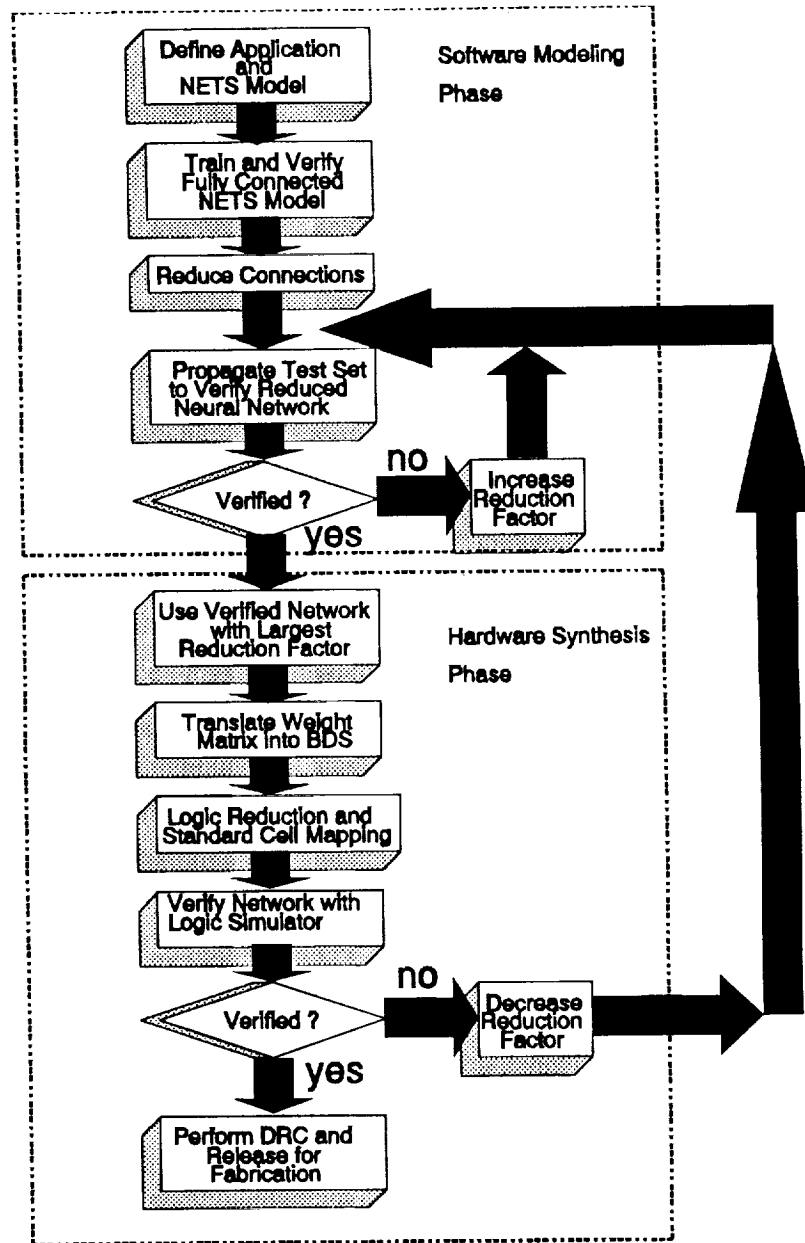 Define Application
and
NETS Model
Software Modeling
Phase
Train and Verify
Fully Connected
NETS Model
Reduce Connections
Propagate Test Set
to Verify Reduced
Neural Network
no
Increase
Reduction
Factor
Verified ?
yes
Use Verified Network
with Largest
Reduction Factor
Hardware Synthesis
Phase
Translate Weight
Matrix into BDS
Logic Reduction and
Standard Cell Mapping
Verify Network with
Logic Simulator
no
Decrease
Reduction
Factor
Verified ?
yes
Perform DRC and
Release for
Fabrication